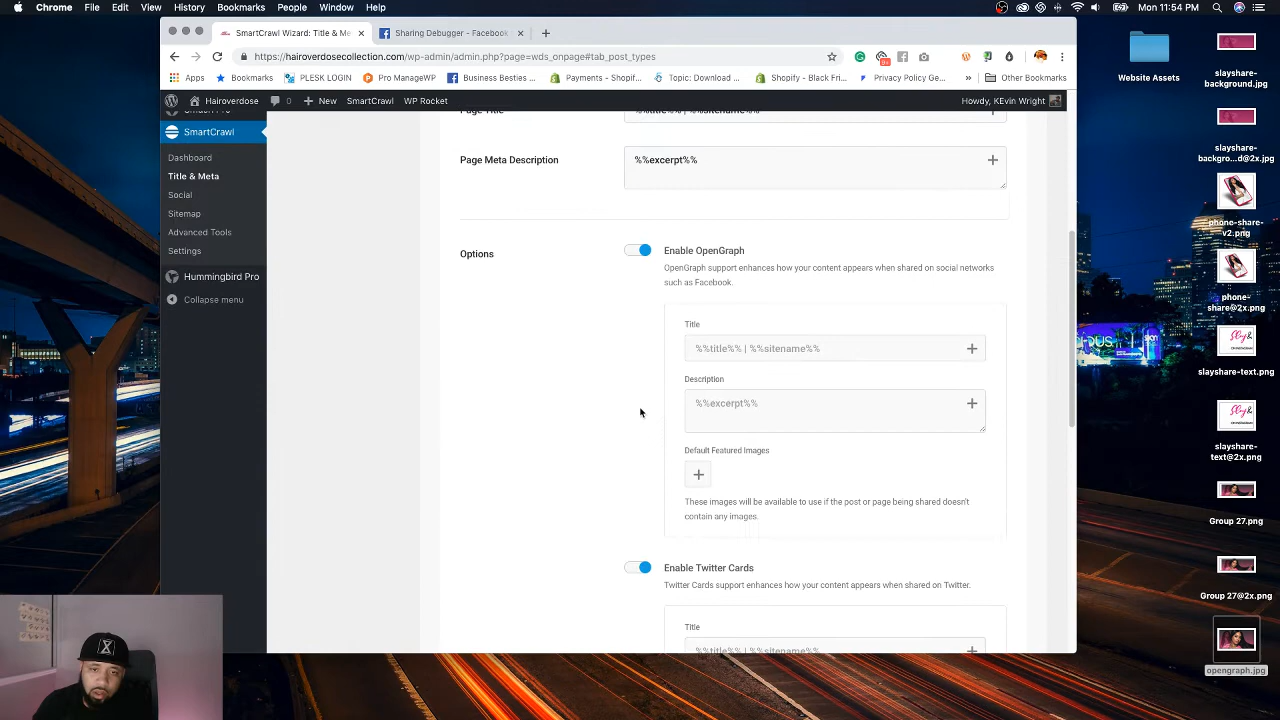 Chrome File Edit View History Bookmarks People Window Help
Mon 11:54 AM
SmartCrawl Wizard: Title & Me
Sharing Debugger - Facebook
https://hairoverdosecollection.com/wp-admin/admin.php?page=wds_onpage#tab_post_types
Apps Bookmarks PLESK LOGIN Pro ManageWP Business Besties ... Payments - Shopif... Topic: Download ... Shopify - Black Fri... Privacy Policy Ge... Other Bookmarks
Hairoverdose 0 New SmartCrawl WP Rocket
Howdy, KEvin Wright
SmartCrawl
Dashboard
Title & Meta
Social
Sitemap
Advanced Tools
Settings
Hummingbird Pro
Collapse menu
Page Meta Description
%%excerpt%%
Options
Enable OpenGraph
OpenGraph support enhances how your content appears when shared on social networks
such as Facebook.
Title
%%title%% | %%sitename%%
Description
%%excerpt%%
Default Featured Images
These images will be available to use if the post or page being shared doesn't
contain any images.
Enable Twitter Cards
Twitter Cards support enhances how your content appears when shared on Twitter.
Title
%%title%% | %%sitename%%
Website Assets
slayshare-
background.jpg
slayshare-
backgro...d@2x.png
phone-share-
v2.png
phone-
share@2x.png
slayshare-text.png
slayshare-
text@2x.png
Group 27.png
Group 27@2x.png
opengraph.jpg